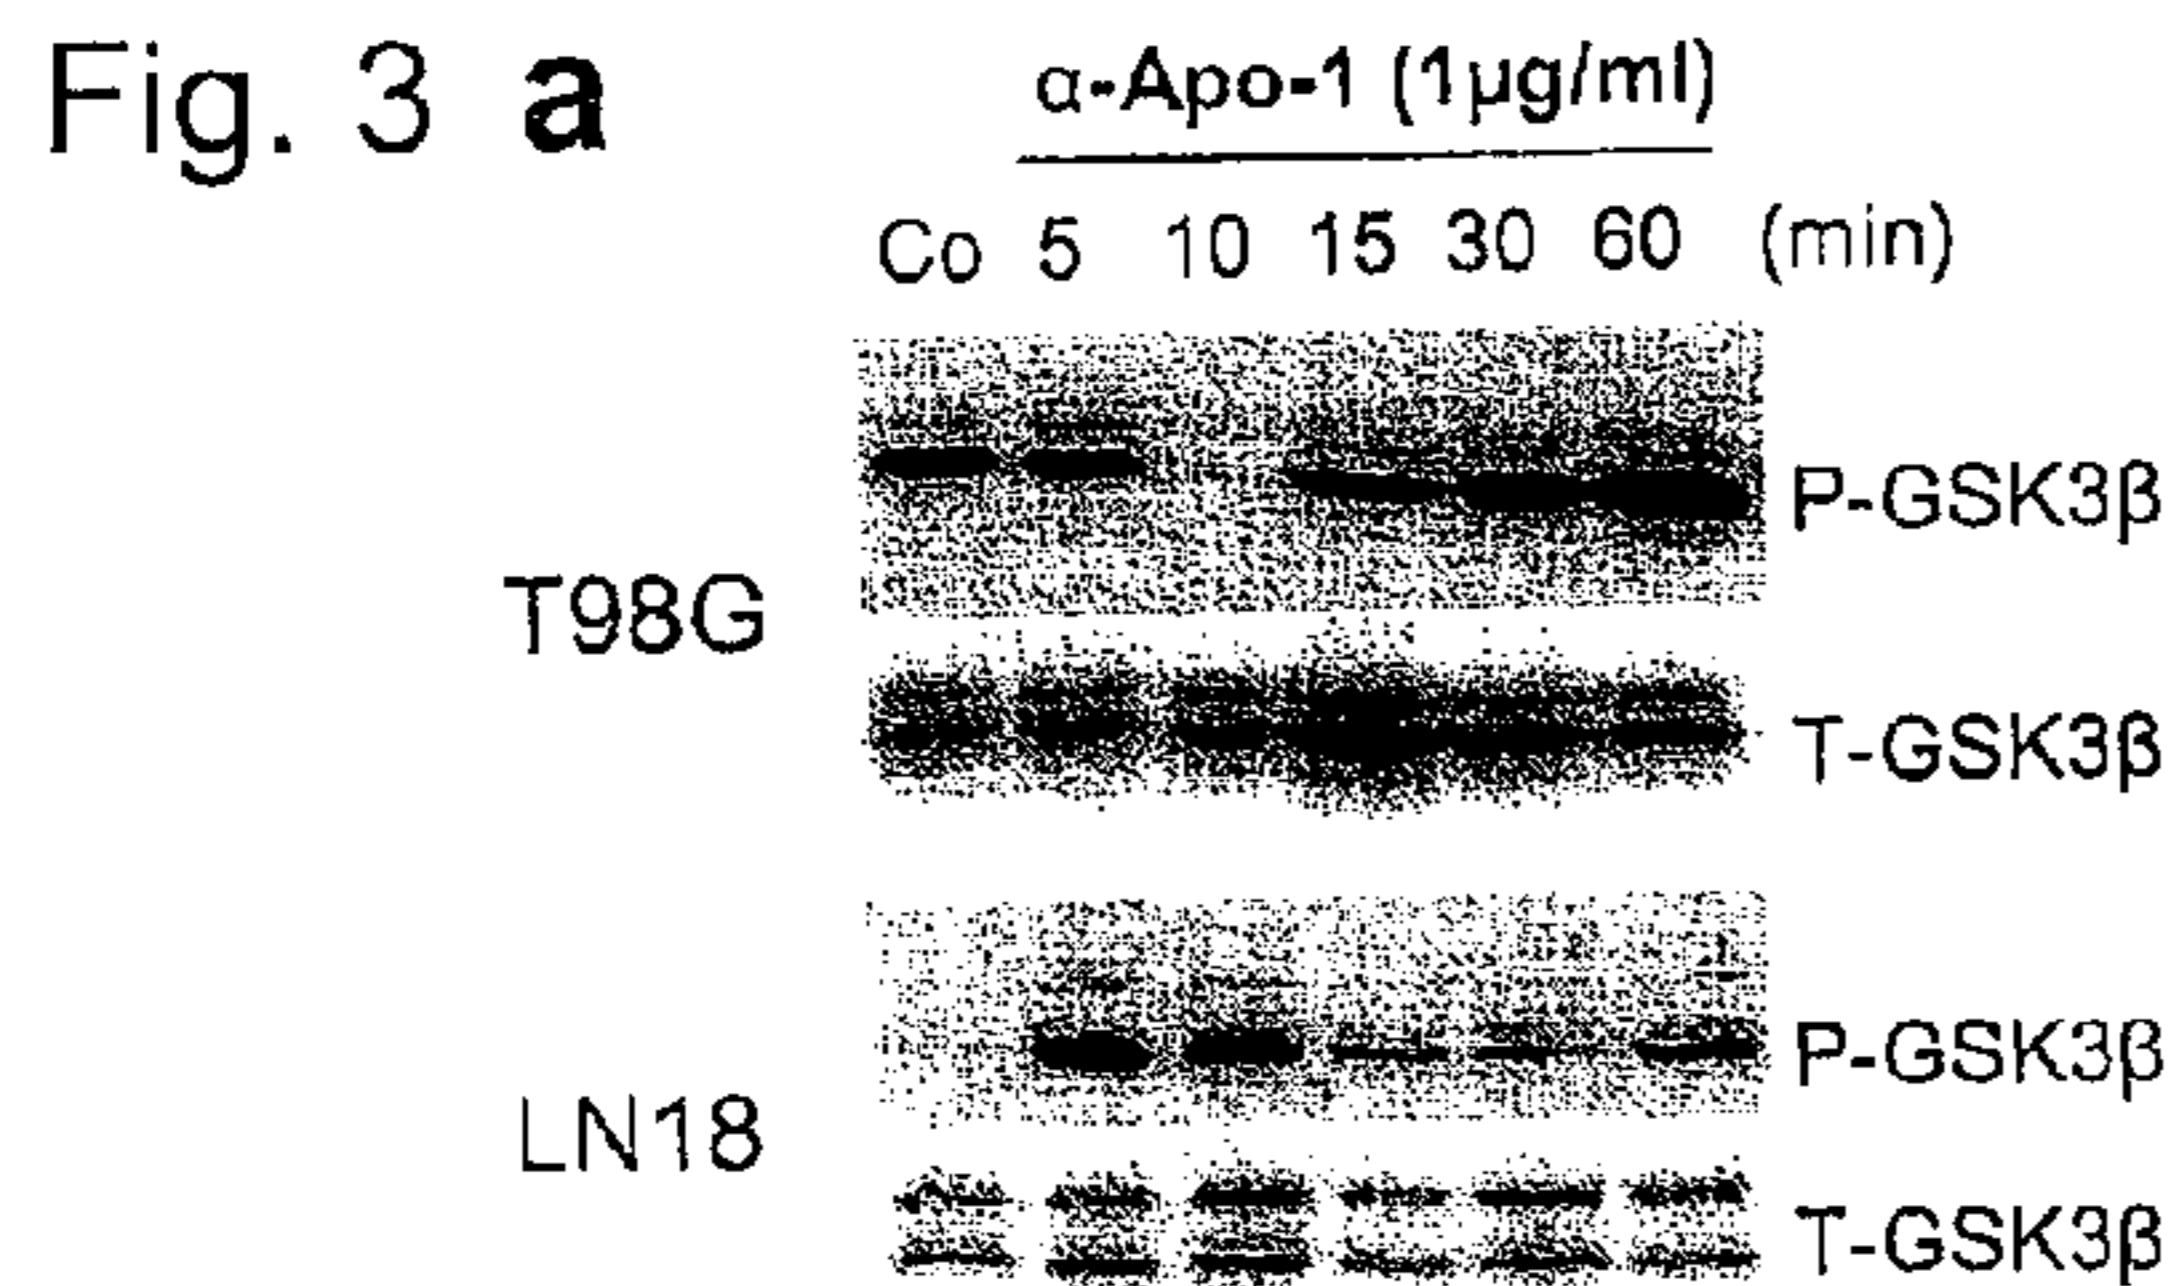 Fig. 3 a
α-Apo-1 (1µg/ml)
Co 5 10 15 30 60 (min)
P-GSK3β
T98G
T-GSK3β
P-GSK3β
LN18
T-GSK3β